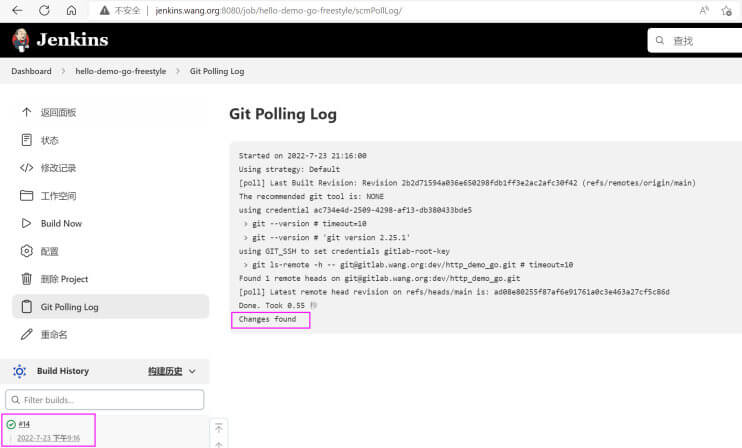 不安全 | jenkins.wang.org:8080/job/hello-demo-go-freestyle/scmPollLog/
Jenkins
查找
Dashboard > hello-demo-go-freestyle > Git Polling Log
返回面板
状态
修改记录
工作空间
Build Now
配置
删除 Project
Git Polling Log
重命名
Build History
构建历史
Filter builds...
#14
2022-7-23 下午9:16
Git Polling Log
Started on 2022-7-23 21:16:00
Using strategy: Default
[poll] Last Built Revision: Revision 2b2d71594a036e650298fdb1ff3e2ac2afc30f42 (refs/remotes/origin/main)
The recommended git tool is: NONE
using credential ac734e4d-2509-4298-af13-db380433bde5
> git --version # timeout=10
> git --version # 'git version 2.25.1'
using GIT_SSH to set credentials gitlab-root-key
> git ls-remote -h -- git@gitlab.wang.org:dev/http_demo_go.git # timeout=10
Found 1 remote heads on git@gitlab.wang.org:dev/http_demo_go.git
[poll] Latest remote head revision on refs/heads/main is: ad08e80255f87af6e91761a0c3e463a27cf5c86d
Done. Took 0.55 秒
Changes found